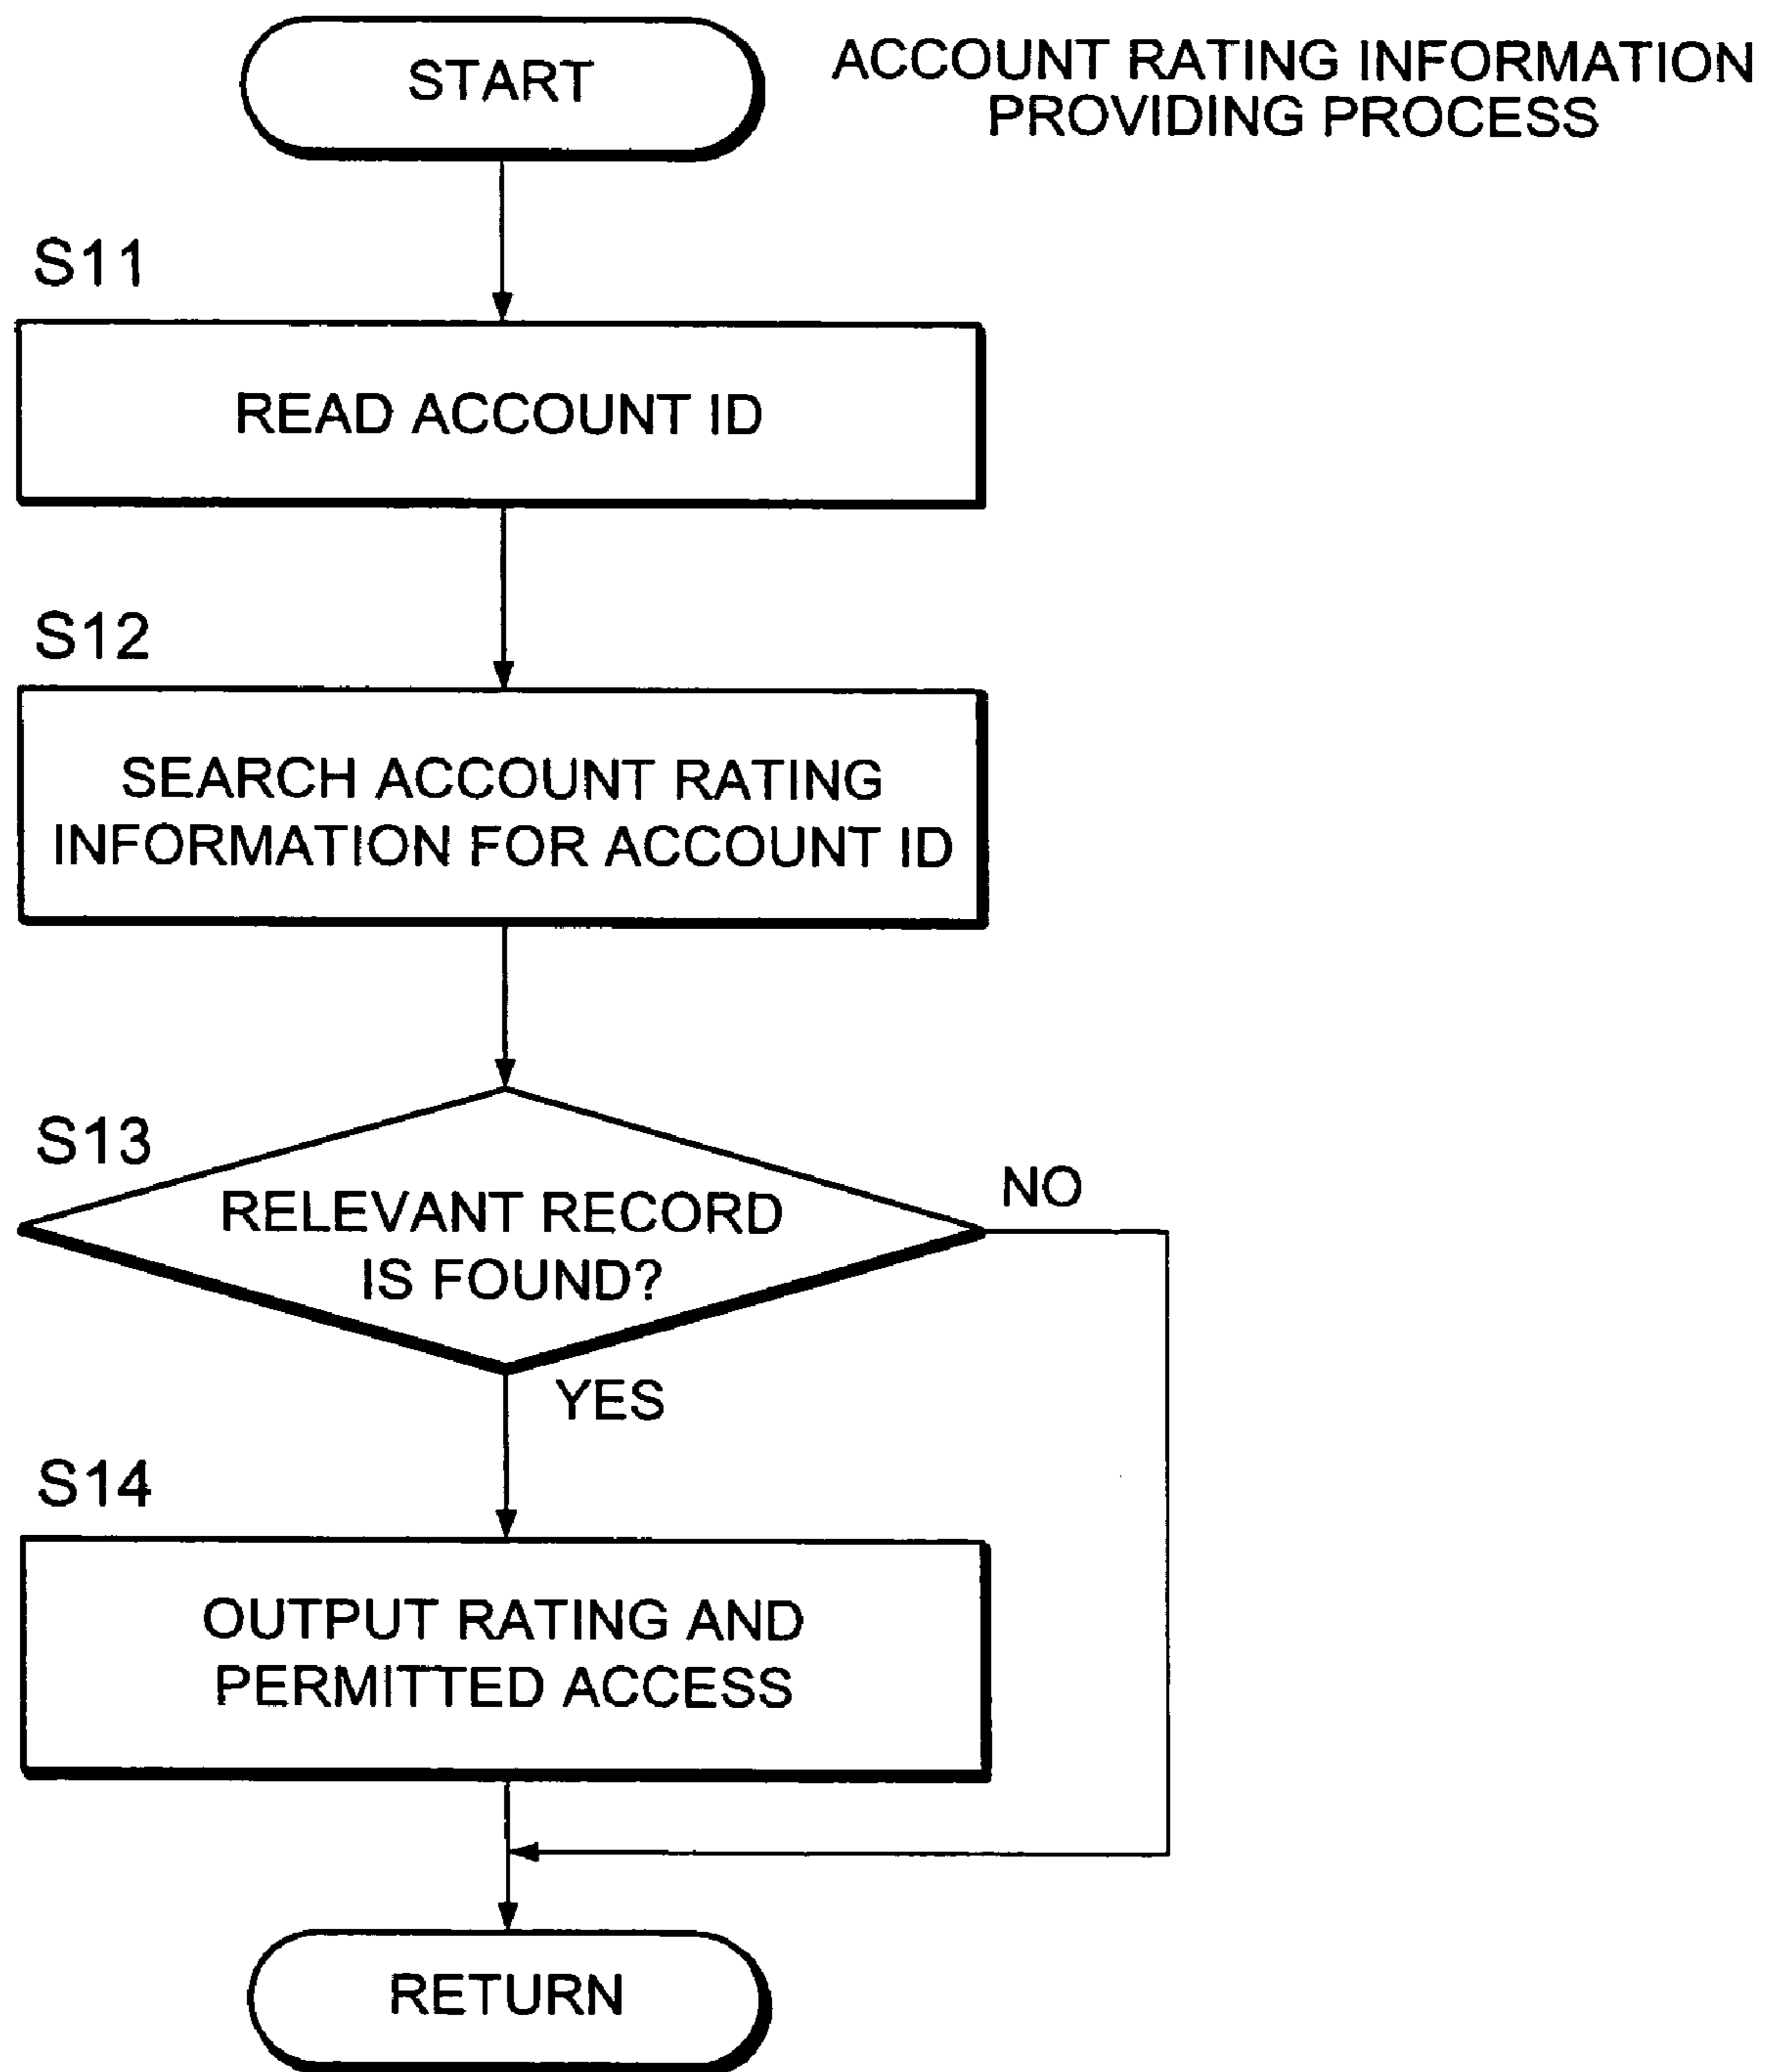 START
ACCOUNT RATING INFORMATION
PROVIDING PROCESS
S11
READ ACCOUNT ID
S12
SEARCH ACCOUNT RATING
INFORMATION FOR ACCOUNT ID
S13
RELEVANT RECORD
IS FOUND?
NO
YES
S14
OUTPUT RATING AND
PERMITTED ACCESS
RETURN